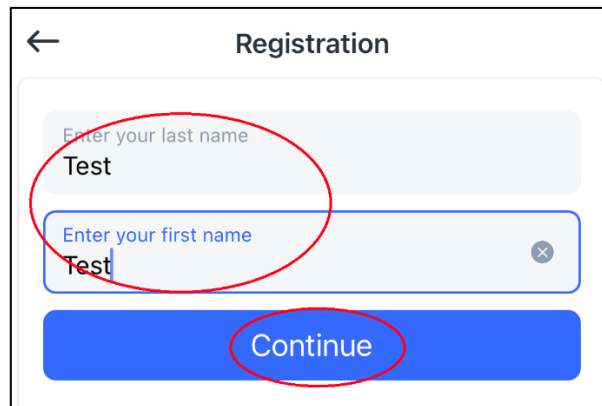 Registration
Enter your last name
Test
Enter your first name
Test
Continue